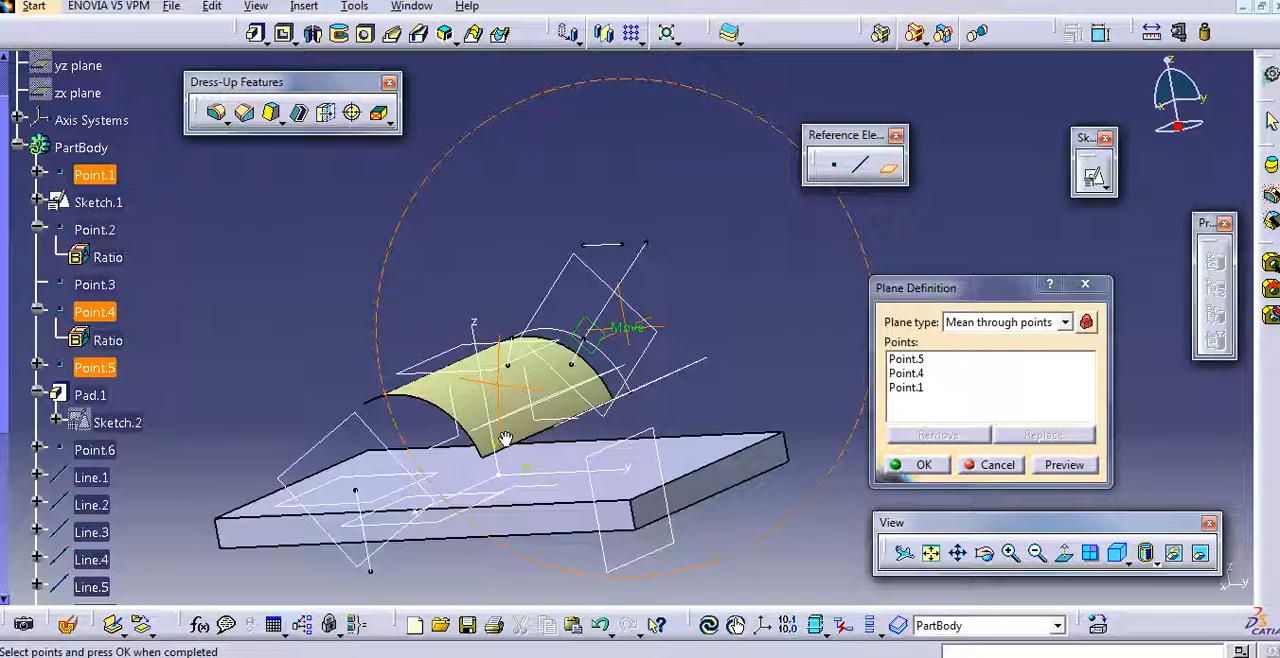 Start ENOVIA V5 VPM File Edit View Insert Tools Window Help
yz plane
zx plane
Axis Systems
PartBody
Point.1
Sketch.1
Point.2
Ratio
Point.3
Point.4
Ratio
Point.5
Pad.1
Sketch.2
Point.6
Line.1
Line.2
Line.3
Line.4
Line.5
Dress-Up Features
Reference Ele...
Sk...
Pr...
z
y
x
Move
z
y
x
Plane Definition ?
Plane type: Mean through points
Points:
Point.5
Point.4
Point.1
Remove Replace
OK Cancel Preview
View
z
y
x
f(x) 10,0 PartBody
CATIA
Select points and press OK when completed